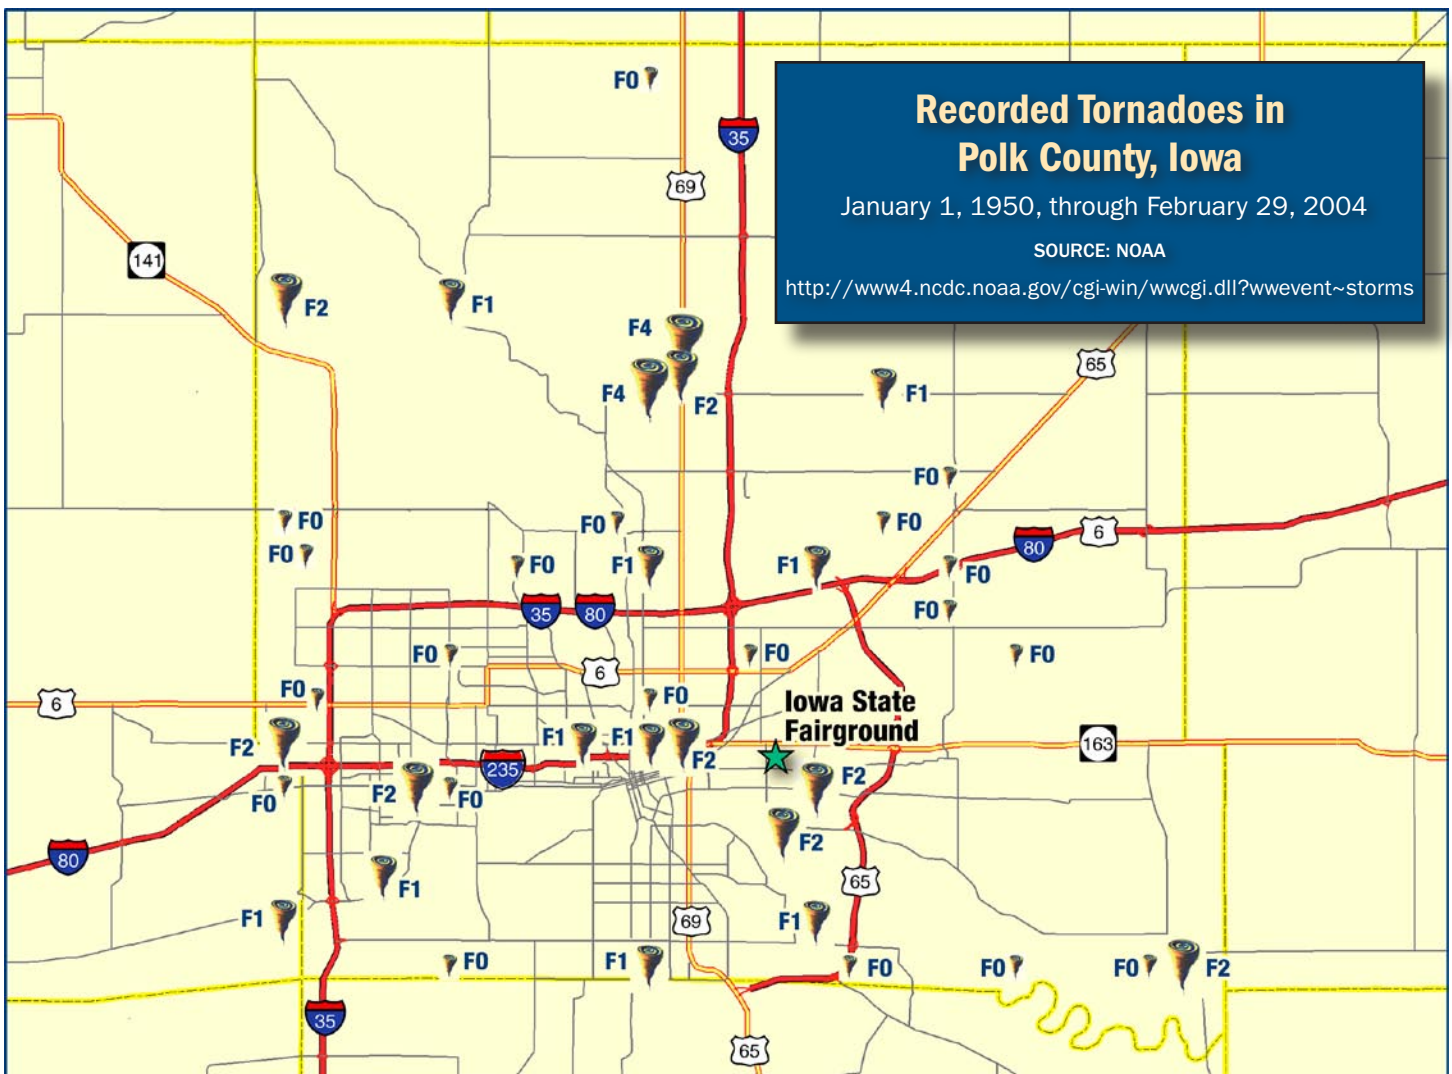 F0
35
Recorded Tornadoes in
Polk County, Iowa
January 1, 1950, through February 29, 2004
SOURCE: NOAA
http://www4.ncdc.noaa.gov/cgi-win/wwcgi.dll?wwevent~storms
69
141
F2
F1
F4
F4
F2
65
F1
F0
F0
F0
F0
F0
6
80
F0
F0
F1
F1
F0
35
80
F0
F0
F0
F0
6
F0
6
F0
Iowa State
Fairground
F2
F1
F1
F2
163
235
F2
F0
F0
F2
F2
80
F1
65
F1
69
F1
F0
F1
F0
F0
F0
F2
35
65